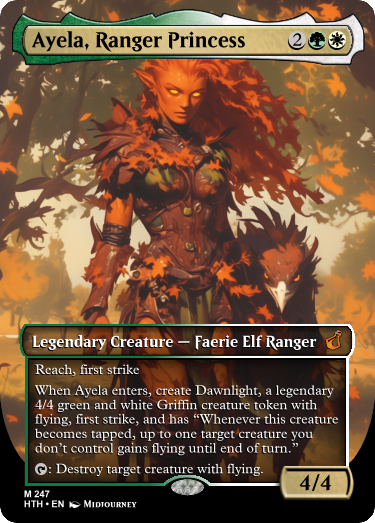 Ayela, Ranger Princess 2
Legendary Creature — Faerie Elf Ranger
Reach, first strike
When Ayela enters, create Dawnlight, a legendary
4/4 green and white Griffin creature token with
flying, first strike, and has “Whenever this creature
becomes tapped, up to one target creature you
don’t control gains flying until end of turn.”
: Destroy target creature with flying.
4/4
M 247
HTH • EN Midjourney